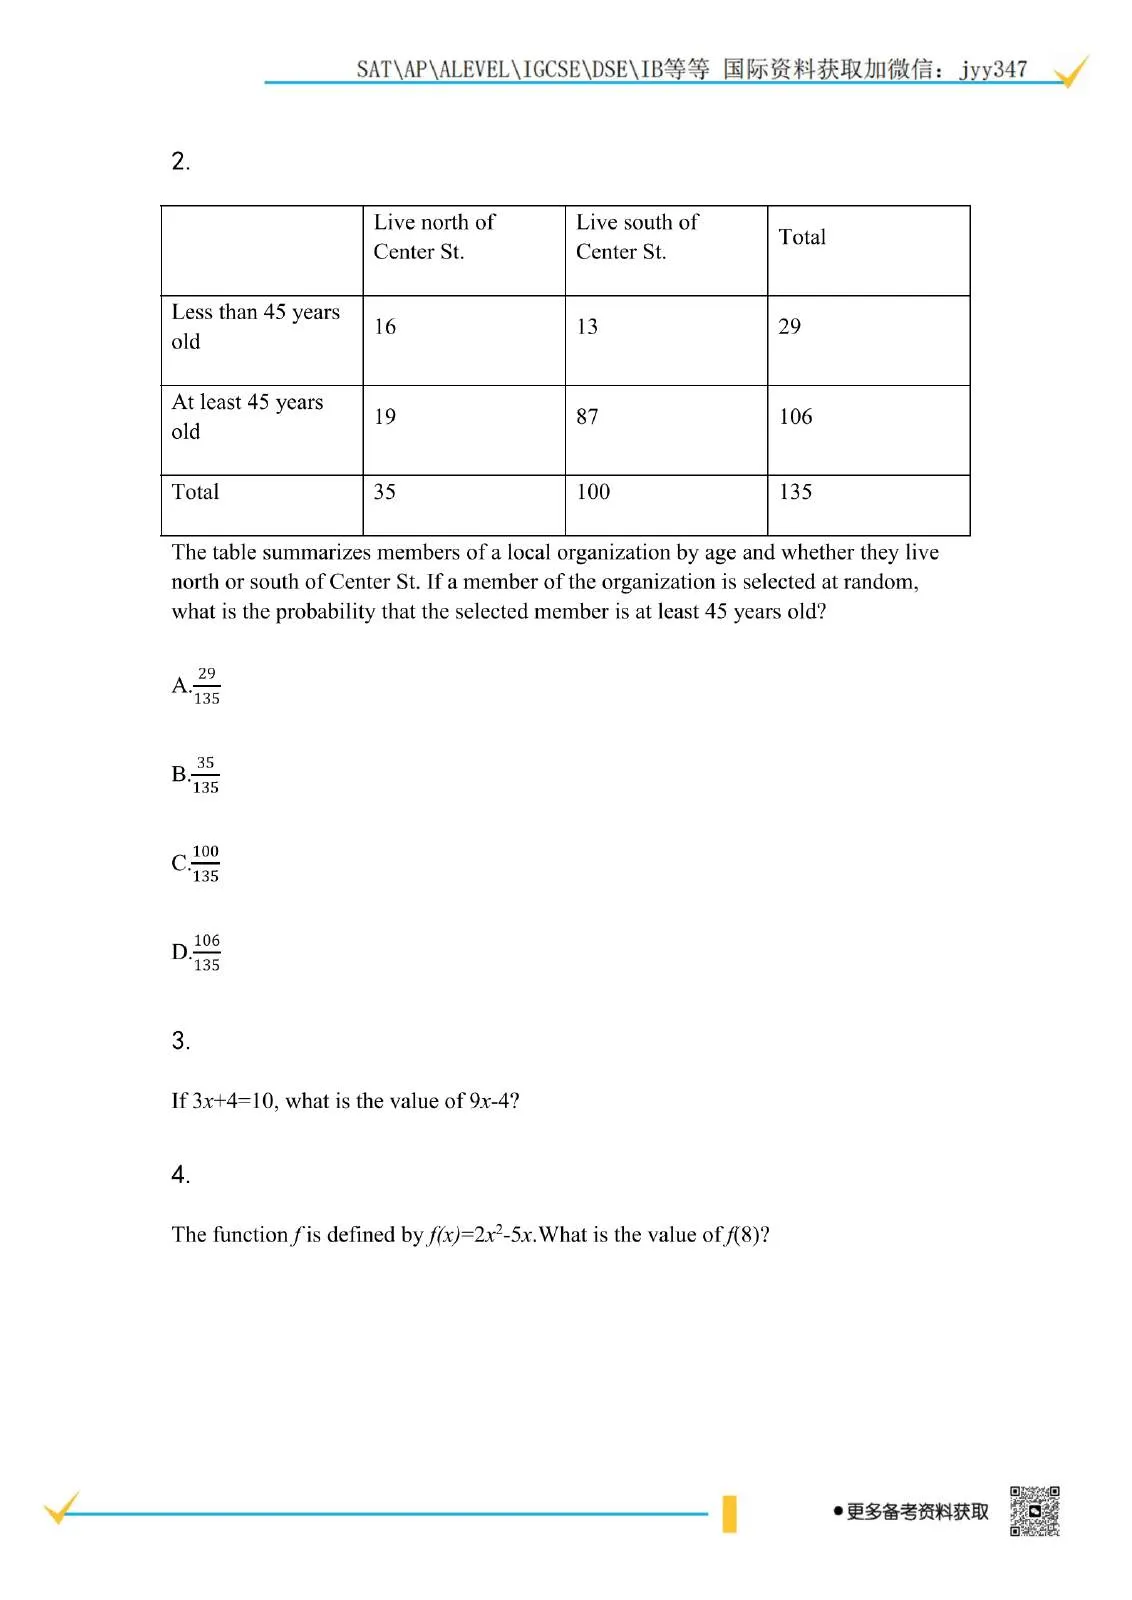 SAT\AP\ALEVEL\IGCSE\DSE\IB等等 国际资料获取加微信：jyy347
2.
Live north of
Center St.
Live south of
Center St.
Total
Less than 45 years
old
16
13
29
At least 45 years
old
19
87
106
Total
35
100
135
The table summarizes members of a local organization by age and whether they live
north or south of Center St. If a member of the organization is selected at random,
what is the probability that the selected member is at least 45 years old?
A. 29/135
B. 35/135
C. 100/135
D. 106/135
3.
If 3x+4=10, what is the value of 9x-4?
4.
The function f is defined by f(x)=2x²-5x.What is the value of f(8)?
●更多备考资料获取